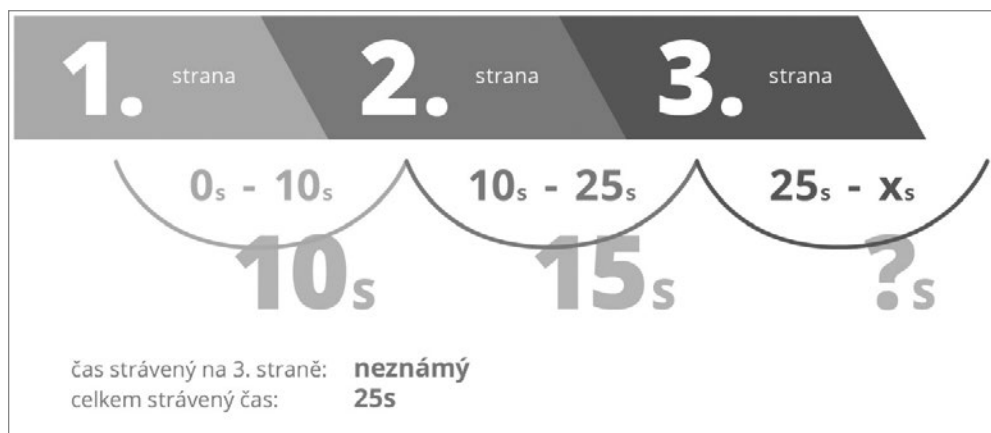 1. strana 2. strana 3. strana
0s - 10s 10s - 25s 25s - xs
10s 15s ?s
čas strávený na 3. straně: neznámý
celkem strávený čas: 25s